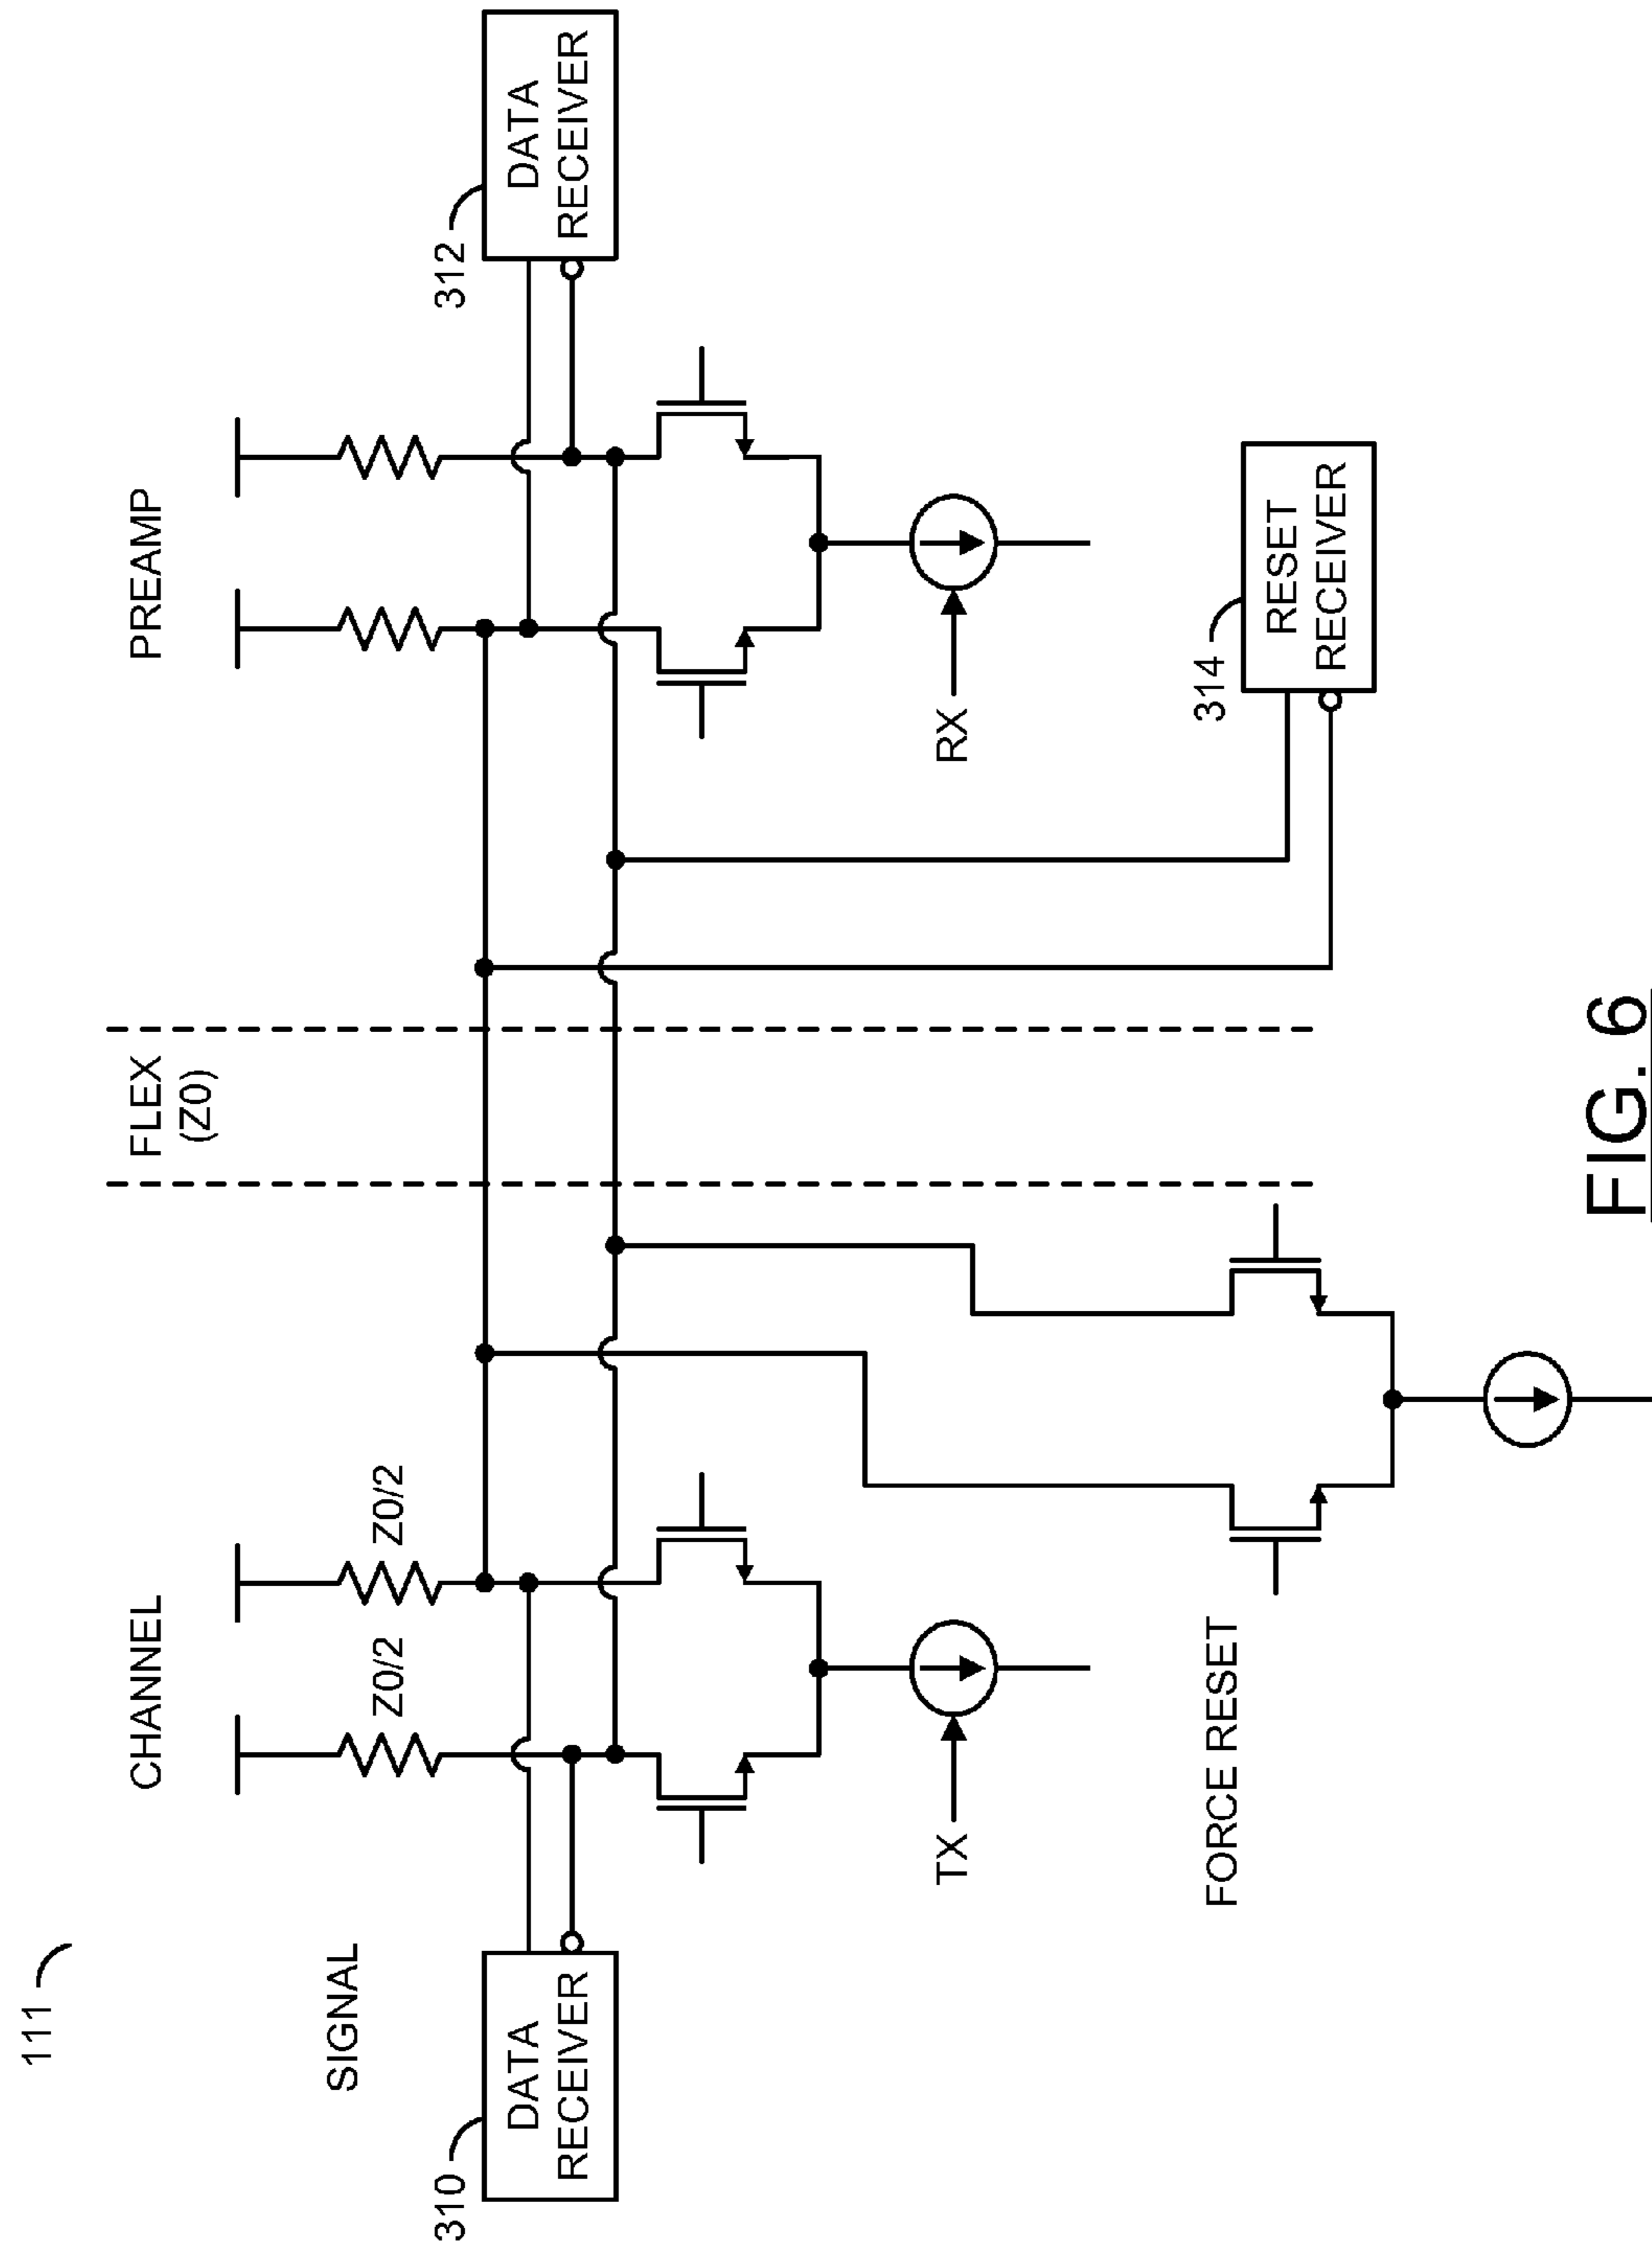 111
SIGNAL
CHANNEL
FLEX
(Z0)
PREAMP
Z0/2
Z0/2
310
DATA
RECEIVER
312
DATA
RECEIVER
TX
RX
FORCE RESET
314
RESET
RECEIVER
FIG. 6